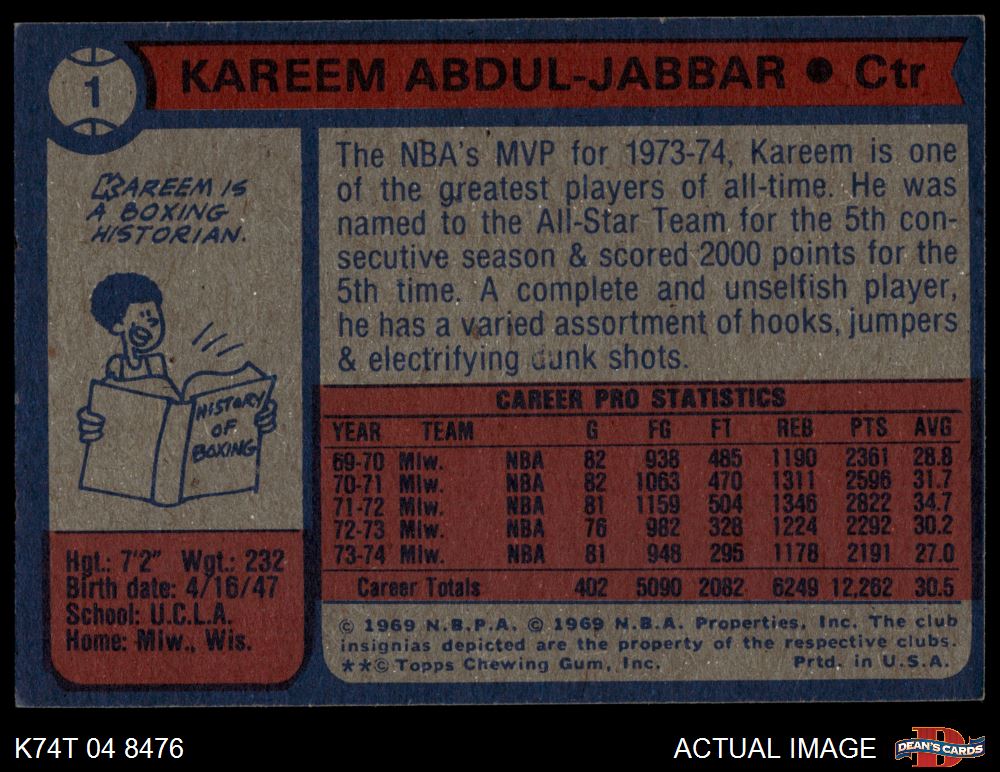 1
KAREEM ABDUL-JABBAR ● Ctr
KAREEM IS
A BOXING
HISTORIAN.
HISTORY
OF
BOXING
Hgt.: 7'2" Wgt.: 232
Birth date: 4/16/47
School: U.C.L.A.
Home: Mlw., Wis.
The NBA's MVP for 1973-74, Kareem is one
of the greatest players of all-time. He was
named to the All-Star Team for the 5th con-
secutive season & scored 2000 points for the
5th time. A complete and unselfish player,
he has a varied assortment of hooks, jumpers
& electrifying dunk shots.
CAREER PRO STATISTICS
YEAR TEAM G FG FT REB PTS AVG
69-70 Mlw. NBA 82 938 485 1190 2361 28.8
70-71 Mlw. NBA 82 1063 470 1311 2596 31.7
71-72 Mlw. NBA 81 1159 504 1346 2822 34.7
72-73 Mlw. NBA 76 982 328 1224 2292 30.2
73-74 Mlw. NBA 81 948 295 1178 2191 27.0
Career Totals 402 5090 2082 6249 12,262 30.5
© 1969 N.B.P.A. © 1969 N.B.A. Properties, Inc. The club
insignias depicted are the property of the respective clubs.
**© Topps Chewing Gum, Inc. Prtd. in U.S.A.
K74T 04 8476
ACTUAL IMAGE
D
DEAN'S CARDS